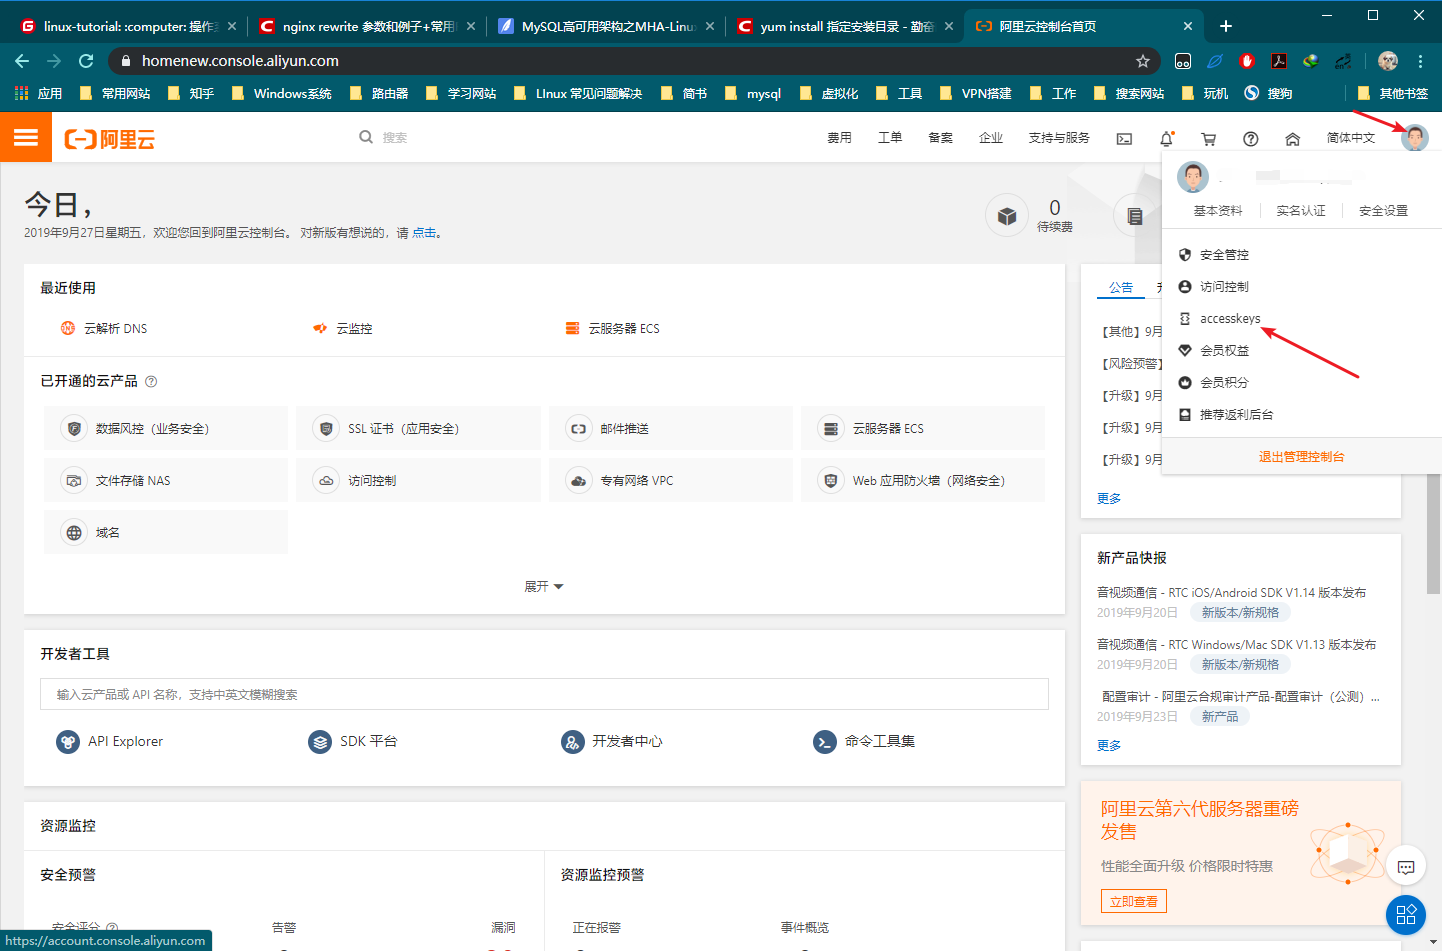 linux-tutorial: :computer: 操作系
nginx rewrite 参数和例子+常用
MySQL高可用架构之MHA-Linux
yum install 指定安装目录 - 勤奋
阿里云控制台首页
homenew.console.aliyun.com
应用
常用网站
知乎
Windows系统
路由器
学习网站
LInux 常见问题解决
简书
mysql
虚拟化
工具
VPN搭建
工作
搜索网站
玩机
搜狗
其他书签
阿里云
搜索
费用
工单
备案
企业
支持与服务
简体中文
今日，
2019年9月27日星期五，欢迎您回到阿里云控制台。 对新版有想说的，请 点击。
0
待续费
基本资料
实名认证
安全设置
安全管控
访问控制
accesskeys
会员权益
会员积分
推荐返利后台
退出管理控制台
最近使用
云解析 DNS
云监控
云服务器 ECS
已开通的云产品
数据风控（业务安全）
SSL 证书（应用安全）
邮件推送
云服务器 ECS
文件存储 NAS
访问控制
专有网络 VPC
Web 应用防火墙（网络安全）
域名
展开
公告
【其他】9月
【风险预警】
【升级】9月
【升级】9月
【升级】9月
更多
新产品快报
音视频通信 - RTC iOS/Android SDK V1.14 版本发布
2019年9月20日
新版本/新规格
音视频通信 - RTC Windows/Mac SDK V1.13 版本发布
2019年9月20日
新版本/新规格
配置审计 - 阿里云合规审计产品-配置审计（公测）...
2019年9月23日
新产品
更多
开发者工具
输入云产品或 API 名称，支持中英文模糊搜索
API Explorer
SDK 平台
开发者中心
命令工具集
资源监控
安全预警
资源监控预警
安全评分
告警
漏洞
正在报警
事件概览
阿里云第六代服务器重磅
发售
性能全面升级 价格限时特惠
立即查看
https://account.console.aliyun.com